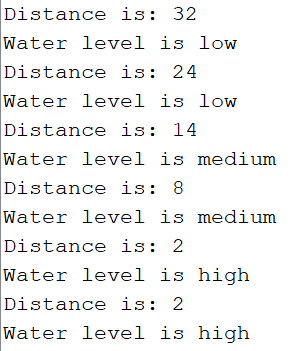 Distance is: 32
Water level is low
Distance is: 24
Water level is low
Distance is: 14
Water level is medium
Distance is: 8
Water level is medium
Distance is: 2
Water level is high
Distance is: 2
Water level is high